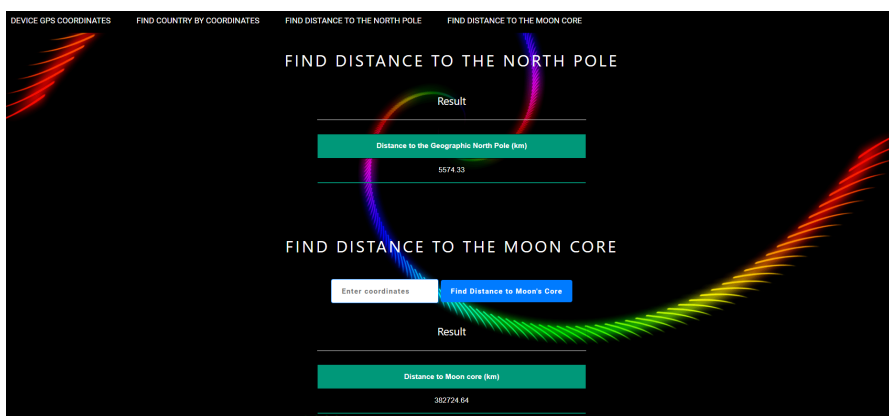 DEVICE GPS COORDINATES FIND COUNTRY BY COORDINATES FIND DISTANCE TO THE NORTH POLE FIND DISTANCE TO THE MOON CORE
FIND DISTANCE TO THE NORTH POLE
Result
Distance to the Geographic North Pole (km)
5574.33
FIND DISTANCE TO THE MOON CORE
Enter coordinates Find Distance to Moon's Core
Result
Distance to Moon core (km)
382724.64